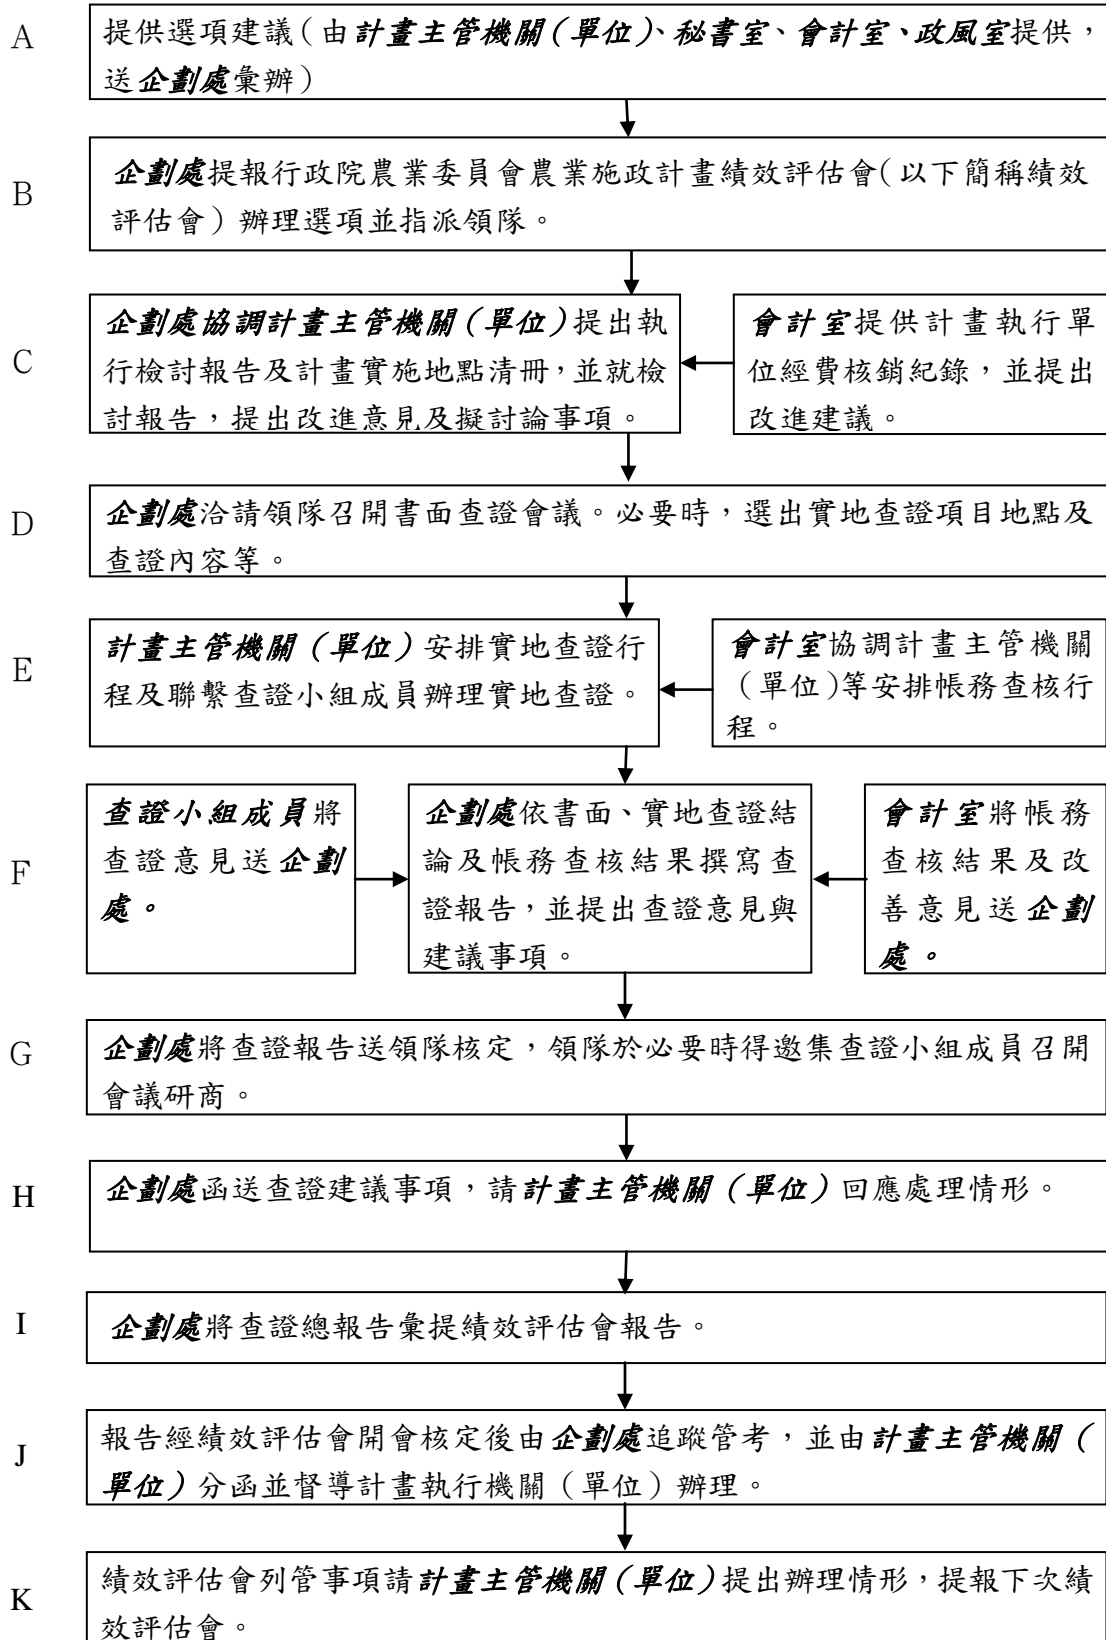 A
提供選項建議（由計畫主管機關（單位）、秘書室、會計室、政風室提供，
送企劃處彙辦）
B
企劃處提報行政院農業委員會農業施政計畫績效評估會（以下簡稱績效
評估會）辦理選項並指派領隊。
C
企劃處協調計畫主管機關（單位）提出執
行檢討報告及計畫實施地點清冊，並就檢
討報告，提出改進意見及擬討論事項。
會計室提供計畫執行單
位經費核銷紀錄，並提出
改進建議。
D
企劃處洽請領隊召開書面查證會議。必要時，選出實地查證項目地點及
查證內容等。
E
計畫主管機關（單位）安排實地查證行
程及聯繫查證小組成員辦理實地查證。
會計室協調計畫主管機關
（單位）等安排帳務查核行
程。
F
查證小組成員將
查證意見送企劃
處。
企劃處依書面、實地查證結
論及帳務查核結果撰寫查
證報告，並提出查證意見與
建議事項。
會計室將帳務
查核結果及改
善意見送企劃
處。
G
企劃處將查證報告送領隊核定，領隊於必要時得邀集查證小組成員召開
會議研商。
H
企劃處函送查證建議事項，請計畫主管機關（單位）回應處理情形。
I
企劃處將查證總報告彙提績效評估會報告。
J
報告經績效評估會開會核定後由企劃處追蹤管考，並由計畫主管機關（
單位）分函並督導計畫執行機關（單位）辦理。
K
績效評估會列管事項請計畫主管機關（單位）提出辦理情形，提報下次績
效評估會。